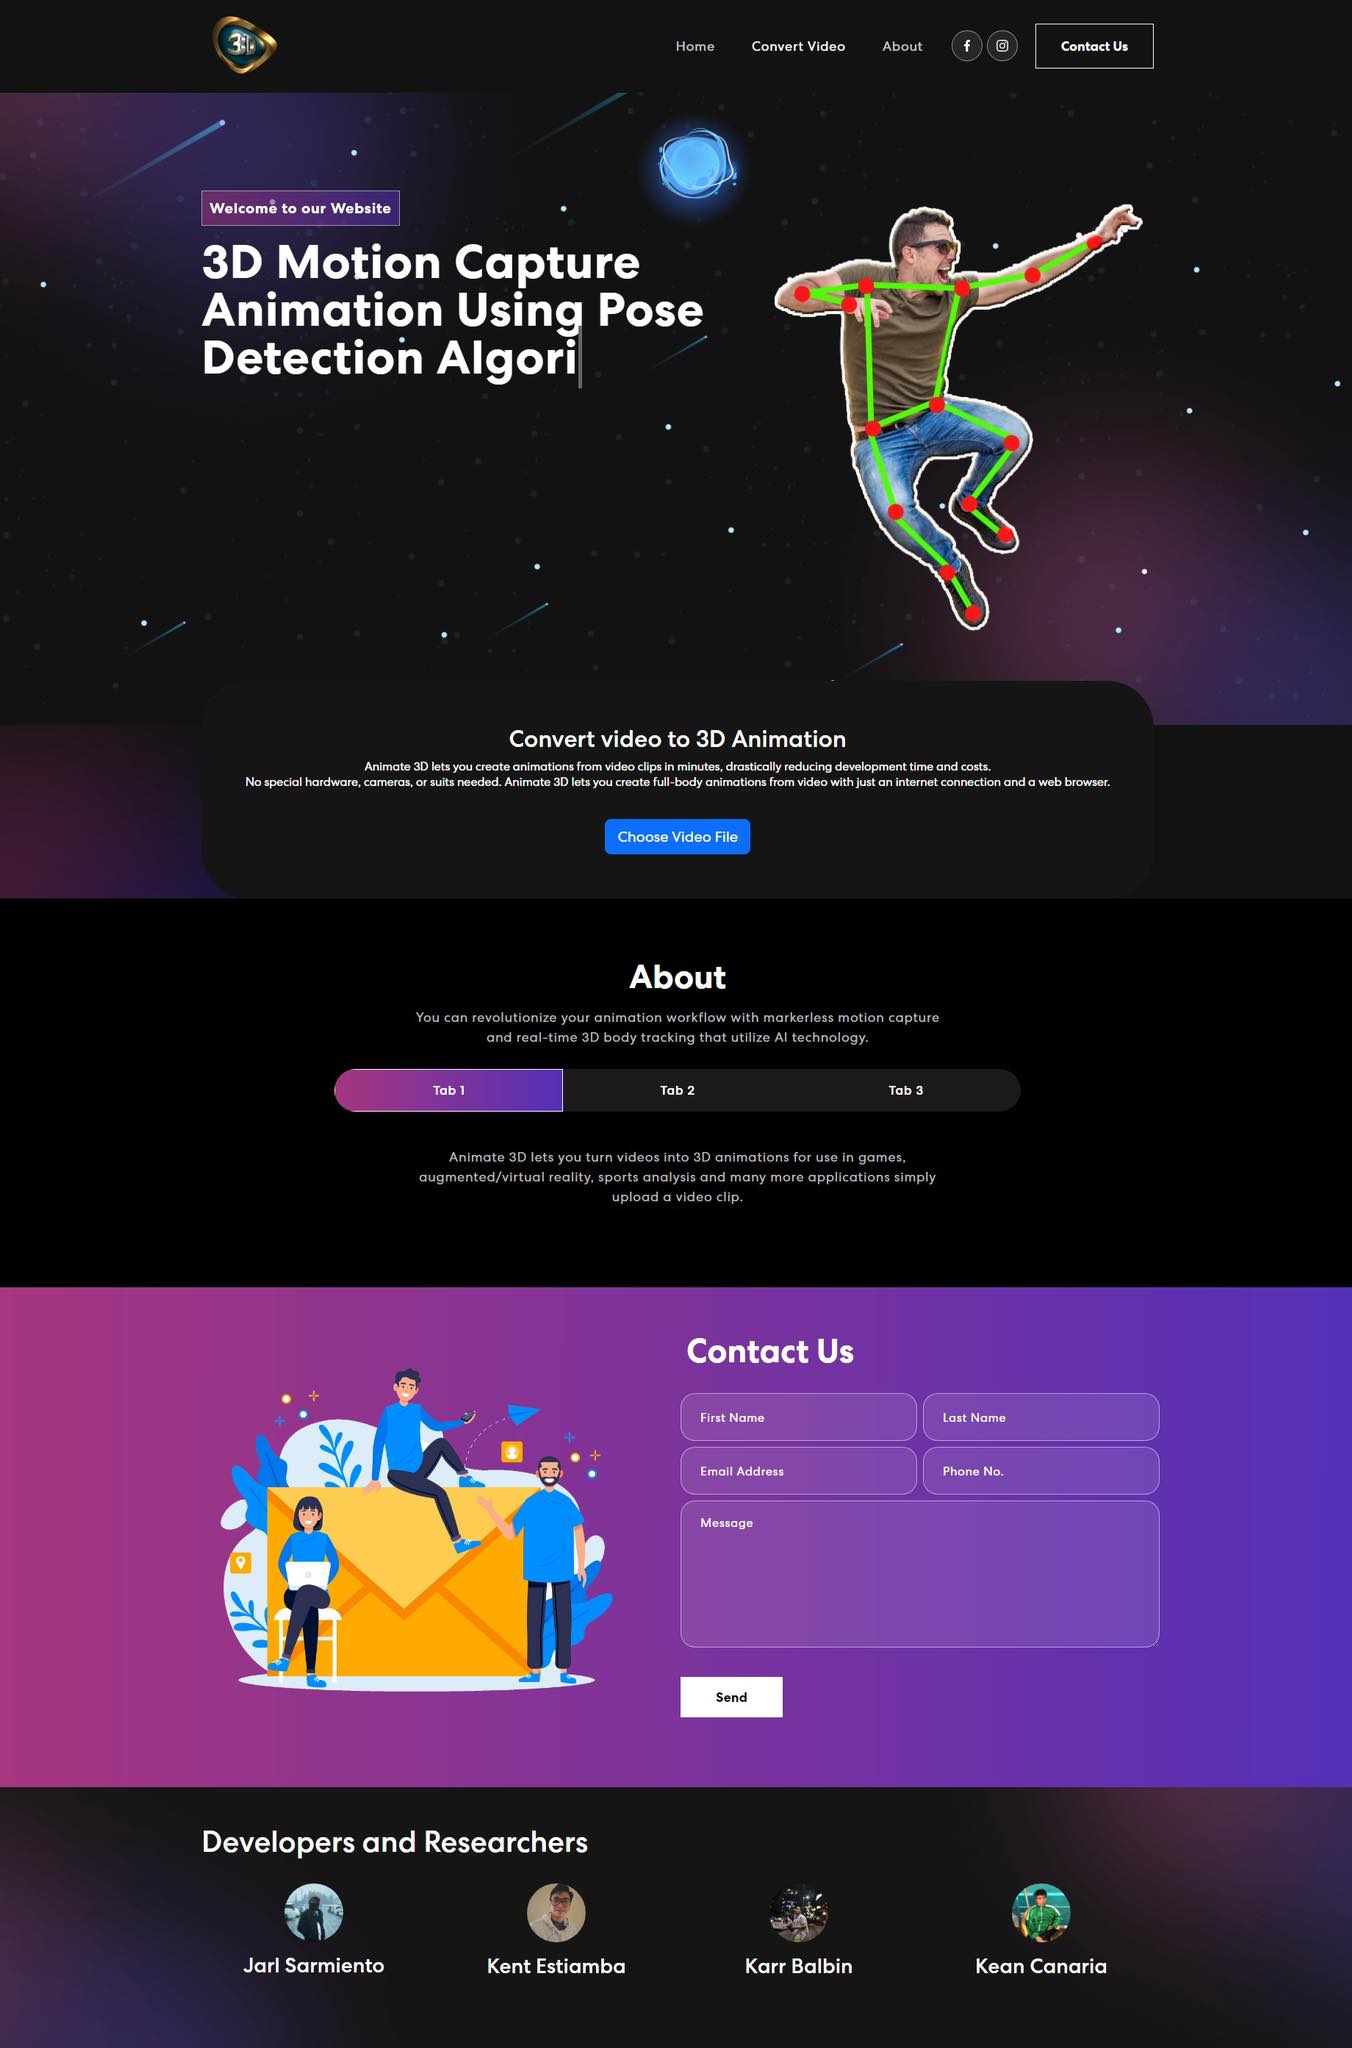 3D
Home
Convert Video
About
Contact Us
Welcome to our Website
3D Motion Capture
Animation Using Pose
Detection Algori
Convert video to 3D Animation
Animate 3D lets you create animations from video clips in minutes, drastically reducing development time and costs.
No special hardware, cameras, or suits needed. Animate 3D lets you create full-body animations from video with just an internet connection and a web browser.
Choose Video File
About
You can revolutionize your animation workflow with markerless motion capture
and real-time 3D body tracking that utilize AI technology.
Tab 1
Tab 2
Tab 3
Animate 3D lets you turn videos into 3D animations for use in games,
augmented/virtual reality, sports analysis and many more applications simply
upload a video clip.
Contact Us
First Name
Last Name
Email Address
Phone No.
Message
Send
Developers and Researchers
Jarl Sarmiento
Kent Estiamba
Karr Balbin
Kean Canaria